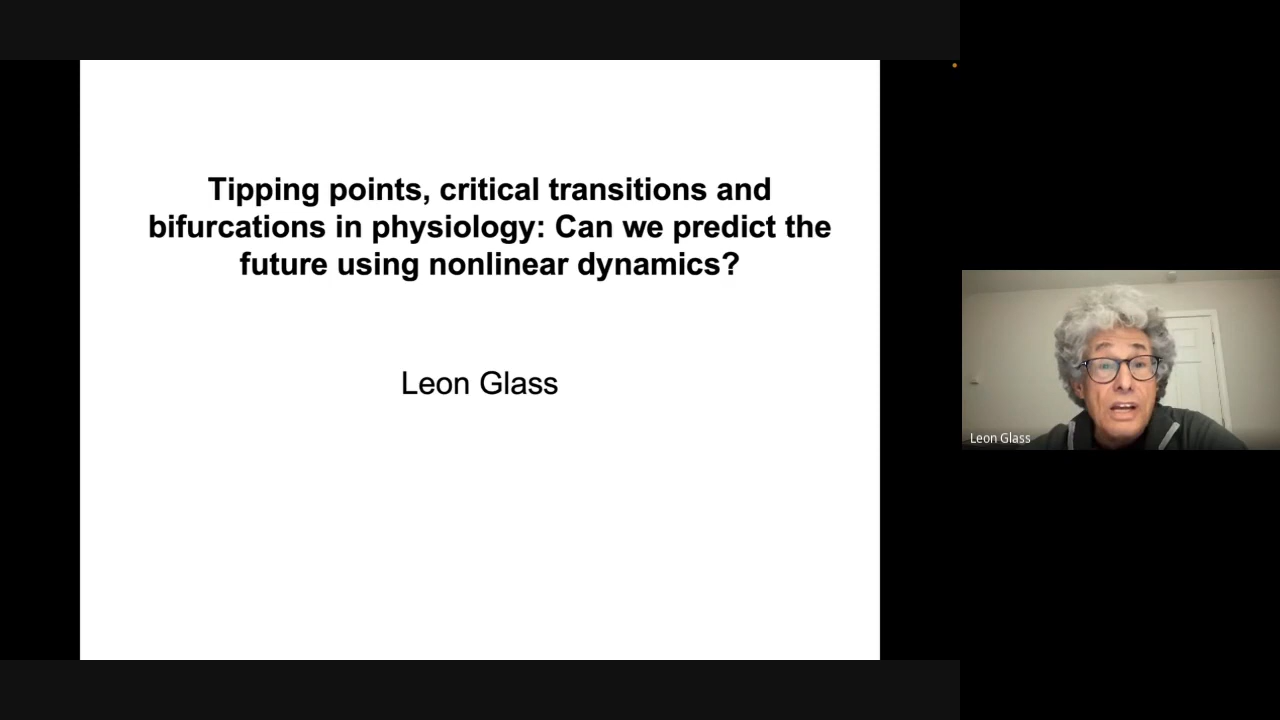 Tipping points, critical transitions and
bifurcations in physiology: Can we predict the
future using nonlinear dynamics?
Leon Glass
Leon Glass